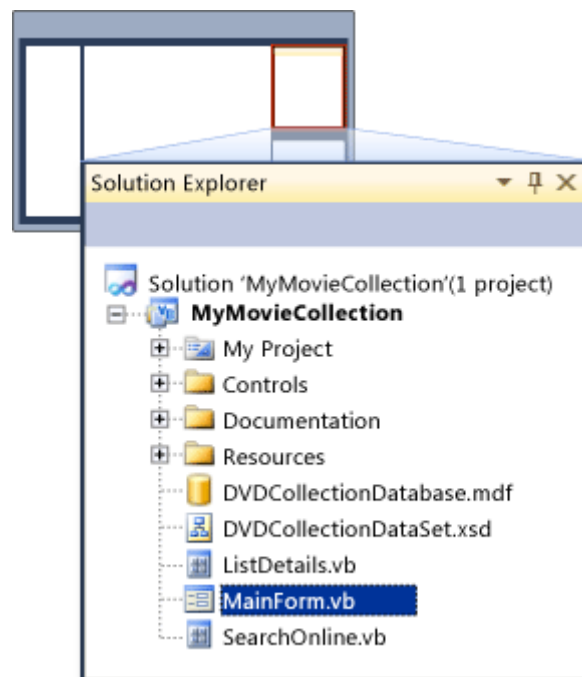 Solution Explorer
Solution 'MyMovieCollection'(1 project)
MyMovieCollection
My Project
Controls
Documentation
Resources
DVDCollectionDatabase.mdf
DVDCollectionDataSet.xsd
ListDetails.vb
MainForm.vb
SearchOnline.vb